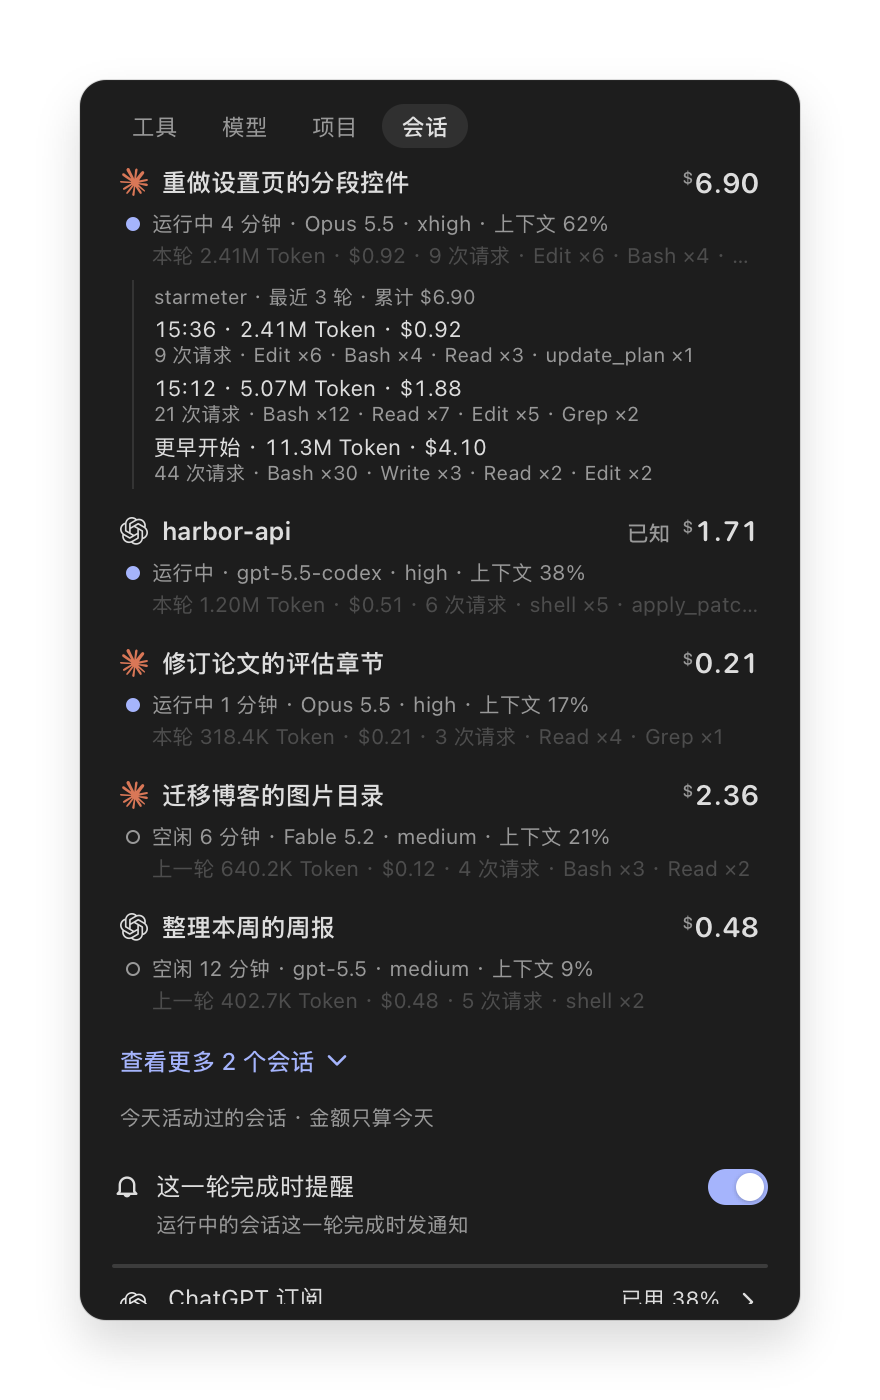 工具 模型 项目 会话
重做设置页的分段控件 $6.90
运行中 4 分钟 · Opus 5.5 · xhigh · 上下文 62%
本轮 2.41M Token · $0.92 · 9 次请求 · Edit ×6 · Bash ×4 · ...
starmeter · 最近 3 轮 · 累计 $6.90
15:36 · 2.41M Token · $0.92
9 次请求 · Edit ×6 · Bash ×4 · Read ×3 · update_plan ×1
15:12 · 5.07M Token · $1.88
21 次请求 · Bash ×12 · Read ×7 · Edit ×5 · Grep ×2
更早开始 · 11.3M Token · $4.10
44 次请求 · Bash ×30 · Write ×3 · Read ×2 · Edit ×2
harbor-api 已知 $1.71
运行中 · gpt-5.5-codex · high · 上下文 38%
本轮 1.20M Token · $0.51 · 6 次请求 · shell ×5 · apply_patc...
修订论文的评估章节 $0.21
运行中 1 分钟 · Opus 5.5 · high · 上下文 17%
本轮 318.4K Token · $0.21 · 3 次请求 · Read ×4 · Grep ×1
迁移博客的图片目录 $2.36
空闲 6 分钟 · Fable 5.2 · medium · 上下文 21%
上一轮 640.2K Token · $0.12 · 4 次请求 · Bash ×3 · Read ×2
整理本周的周报 $0.48
空闲 12 分钟 · gpt-5.5 · medium · 上下文 9%
上一轮 402.7K Token · $0.48 · 5 次请求 · shell ×2
查看更多 2 个会话
今天活动过的会话 · 金额只算今天
这一轮完成时提醒
运行中的会话这一轮完成时发通知
ChatGPT 订阅 已用 38%